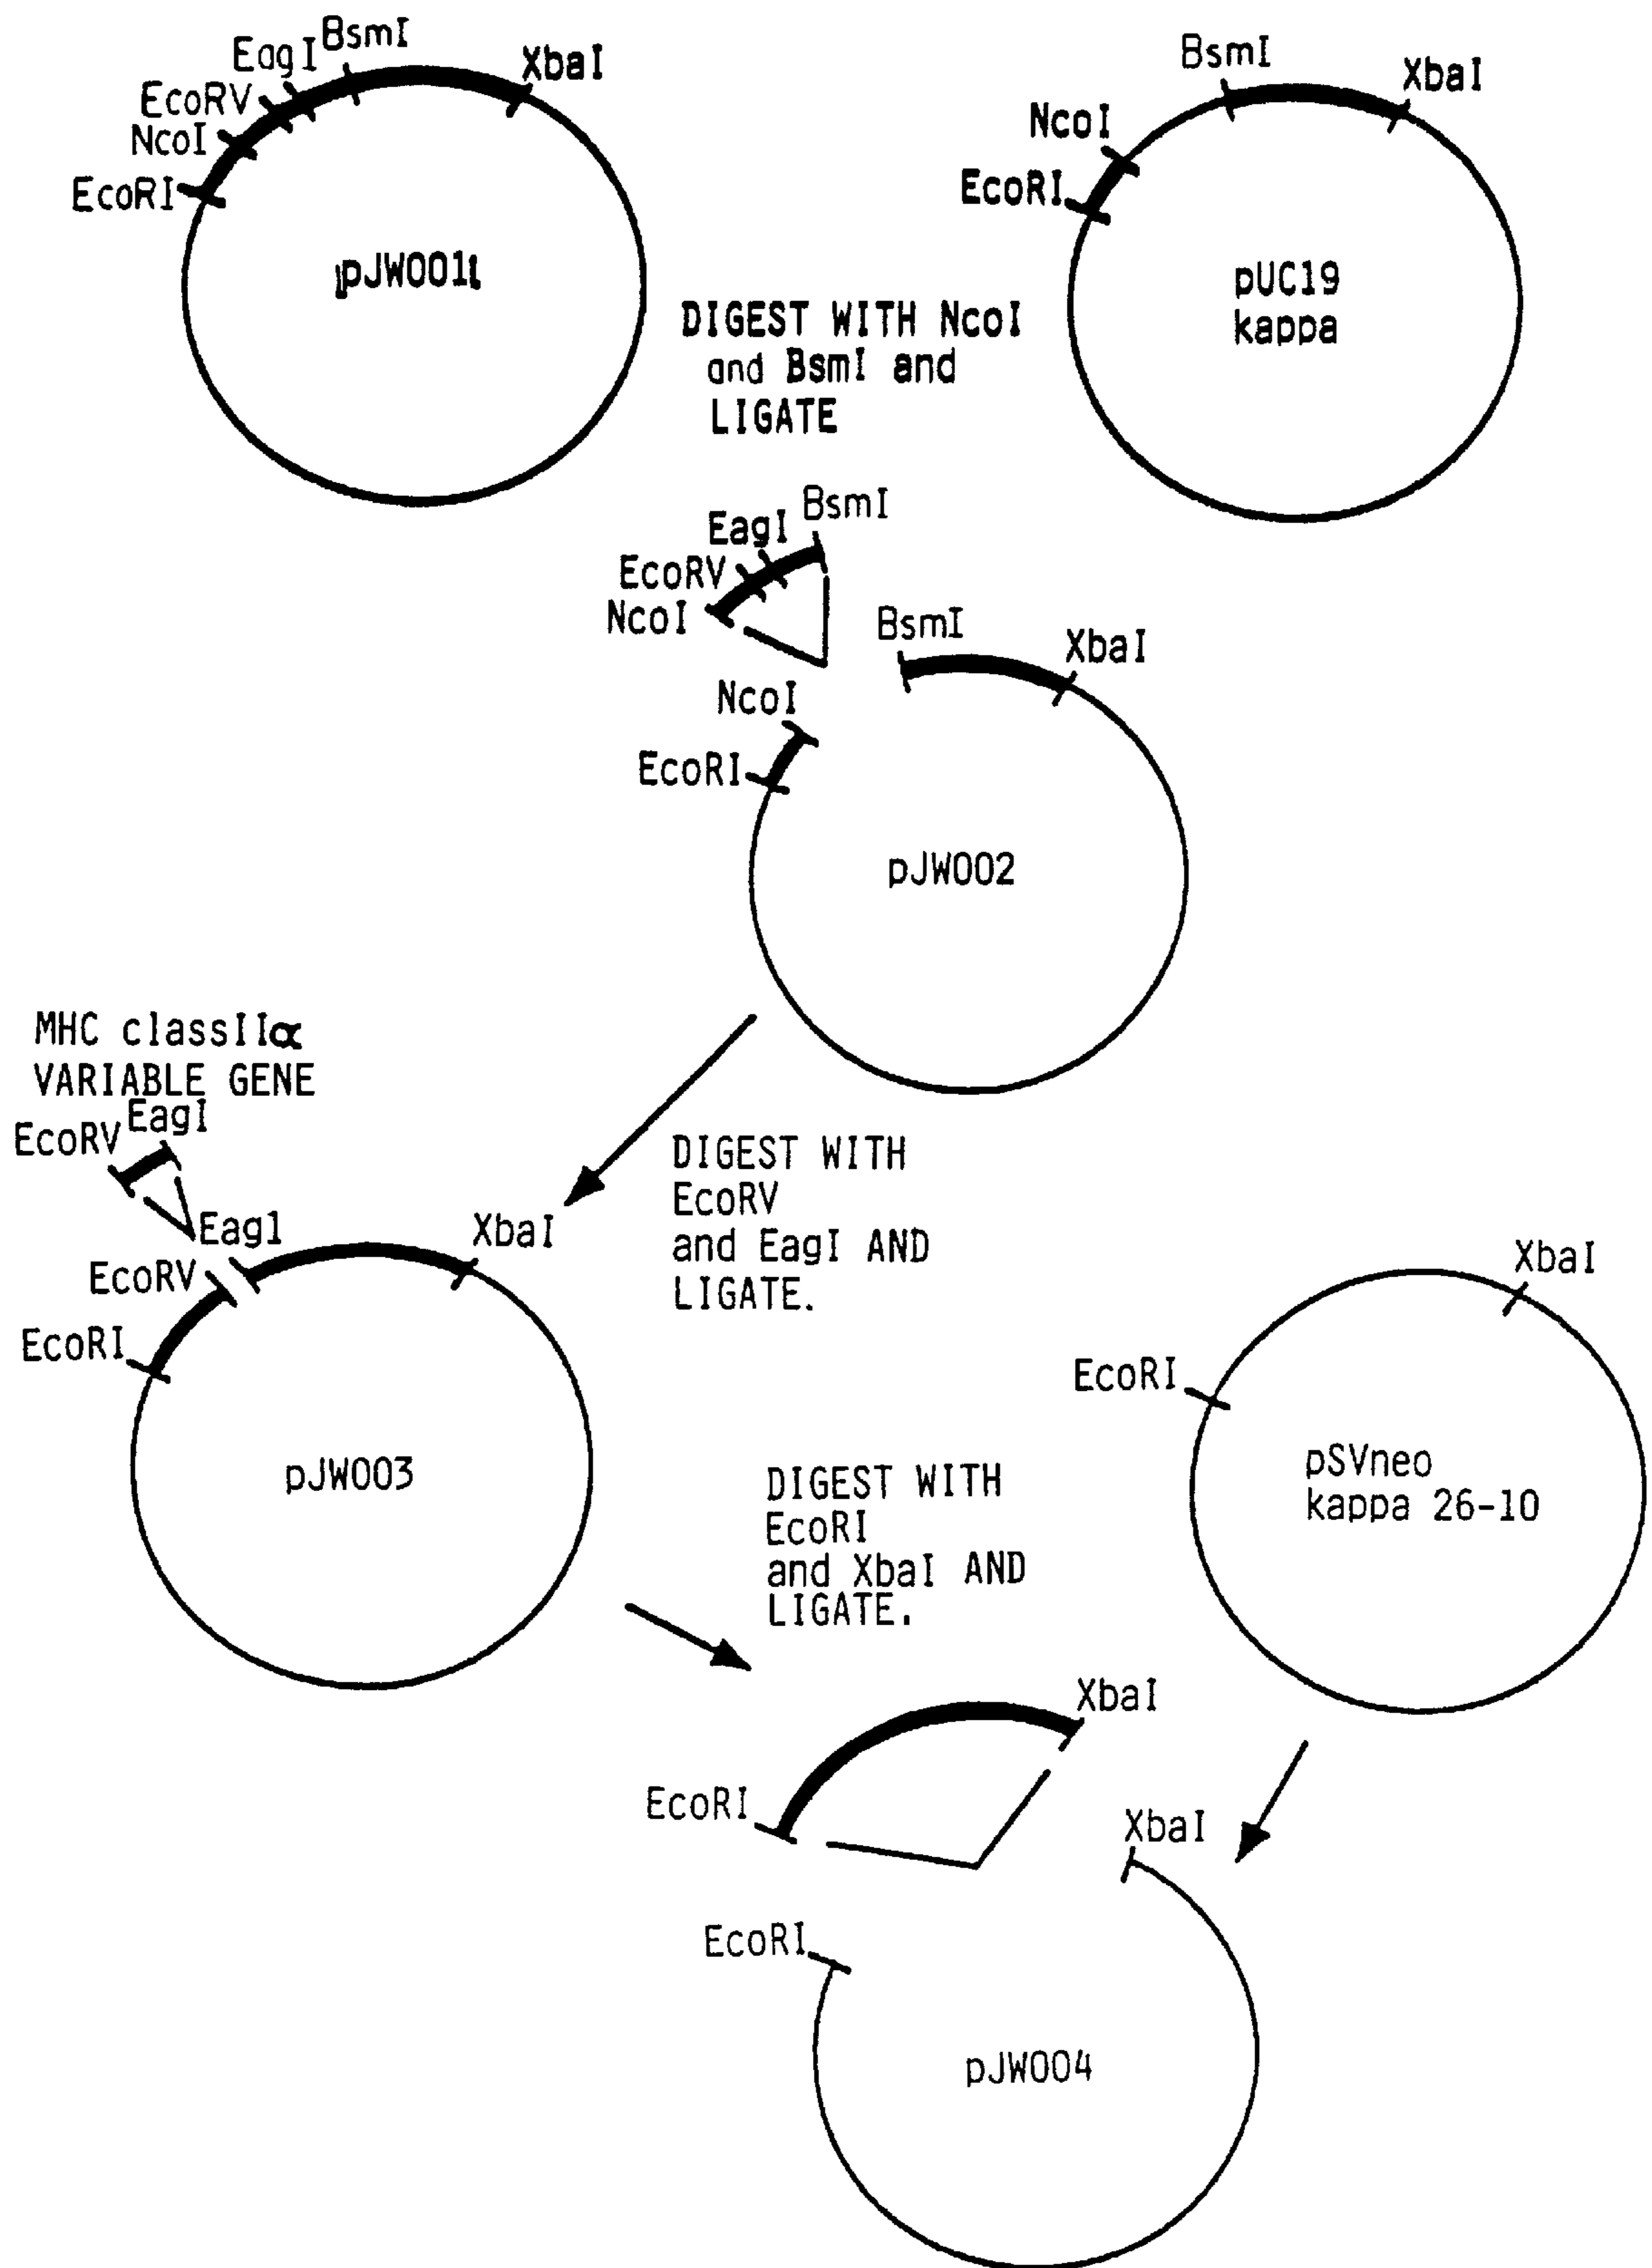 EagI
BsmI
XbaI
EcoRV
NcoI
EcoRI
pJW001
BsmI
XbaI
NcoI
EcoRI
pUC19
kappa
DIGEST WITH NcoI
and BsmI and
LIGATE
BsmI
EagI
EcoRV
NcoI
BsmI
XbaI
NcoI
EcoRI
pJW002
MHC classIIα
VARIABLE GENE
EagI
EcoRV
DIGEST WITH
EcoRV
and EagI AND
LIGATE.
Eag1
XbaI
EcoRV
EcoRI
pJW003
XbaI
EcoRI
pSVneo
kappa 26-10
DIGEST WITH
EcoRI
and XbaI AND
LIGATE.
XbaI
EcoRI
XbaI
EcoRI
pJW004